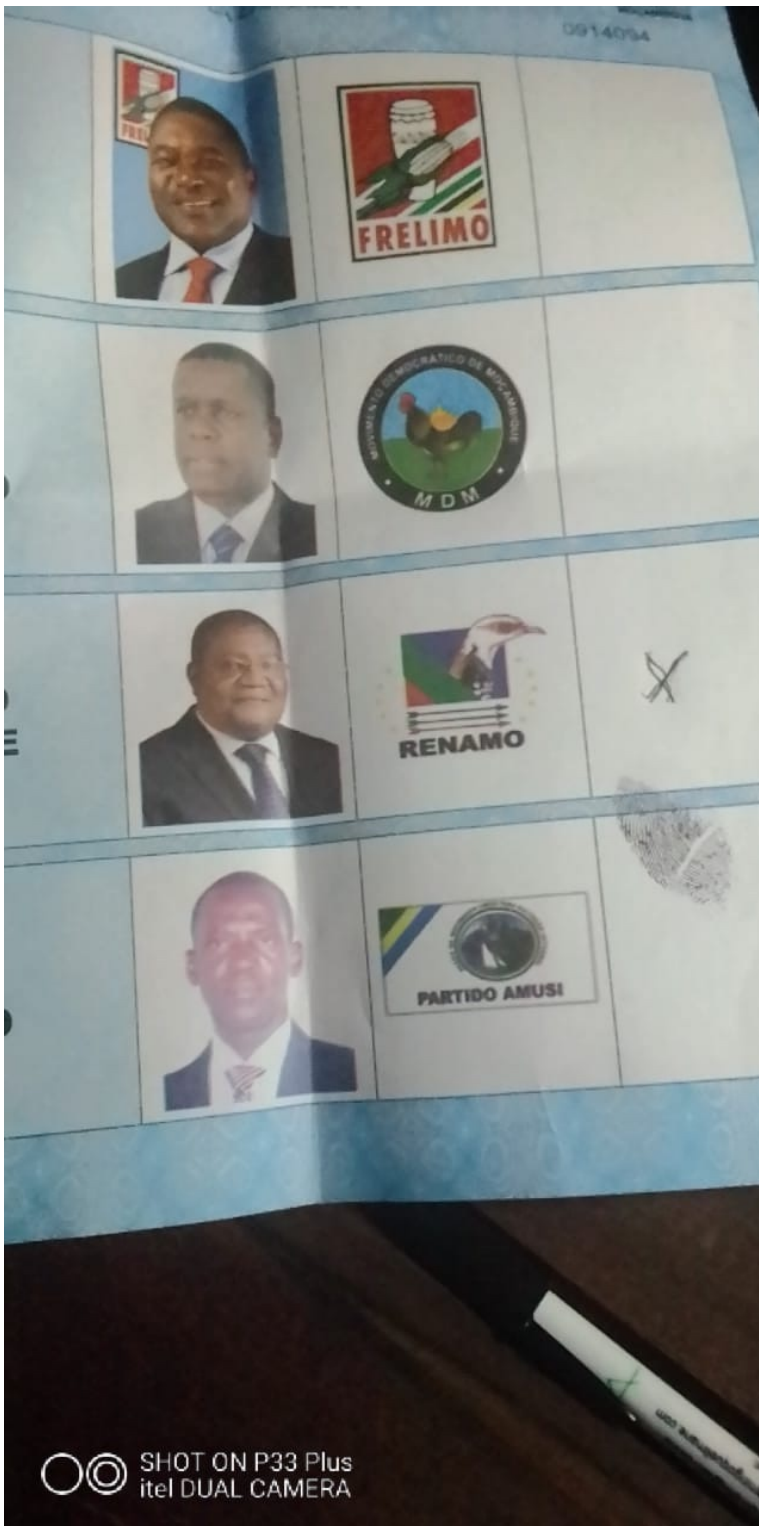 0914094
FRELIMO
MOVIMENTO DEMOCRÁTICO DE MOÇAMBIQUE
MDM
E
RENAMO
PARTIDO AMUSI
SHOT ON P33 Plus
itel DUAL CAMERA